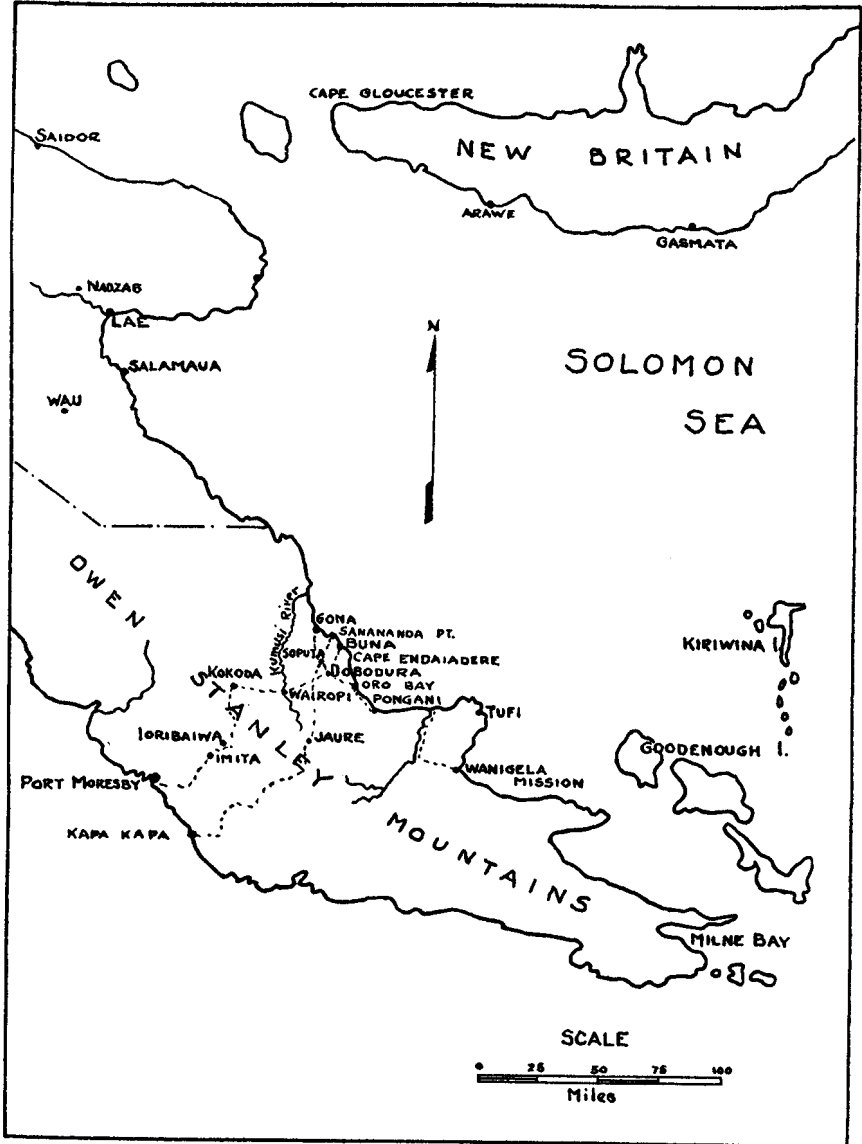 CAPE GLOUCESTER
NEW BRITAIN
SAIDOR
ARAWE
GASMATA
NADZAB
LAE
N
SOLOMON
SEA
SALAMAUA
WAU
OWEN
STANLEY
MOUNTAINS
KUMUSI RIVER
GONA
SANANANDA PT.
BUNA
SOPUTA
CAPE ENDAIADERE
DOBODURA
KIRIWINA I.
KOKODA
WAIROPI
ORO BAY
PONGANI
TUFI
IORIBAIWA
IMITA
JAURE
GOODENOUGH I.
PORT MORESBY
WANIGELA
MISSION
KAPA KAPA
MILNE BAY
SCALE
0 25 50 75 100
Miles